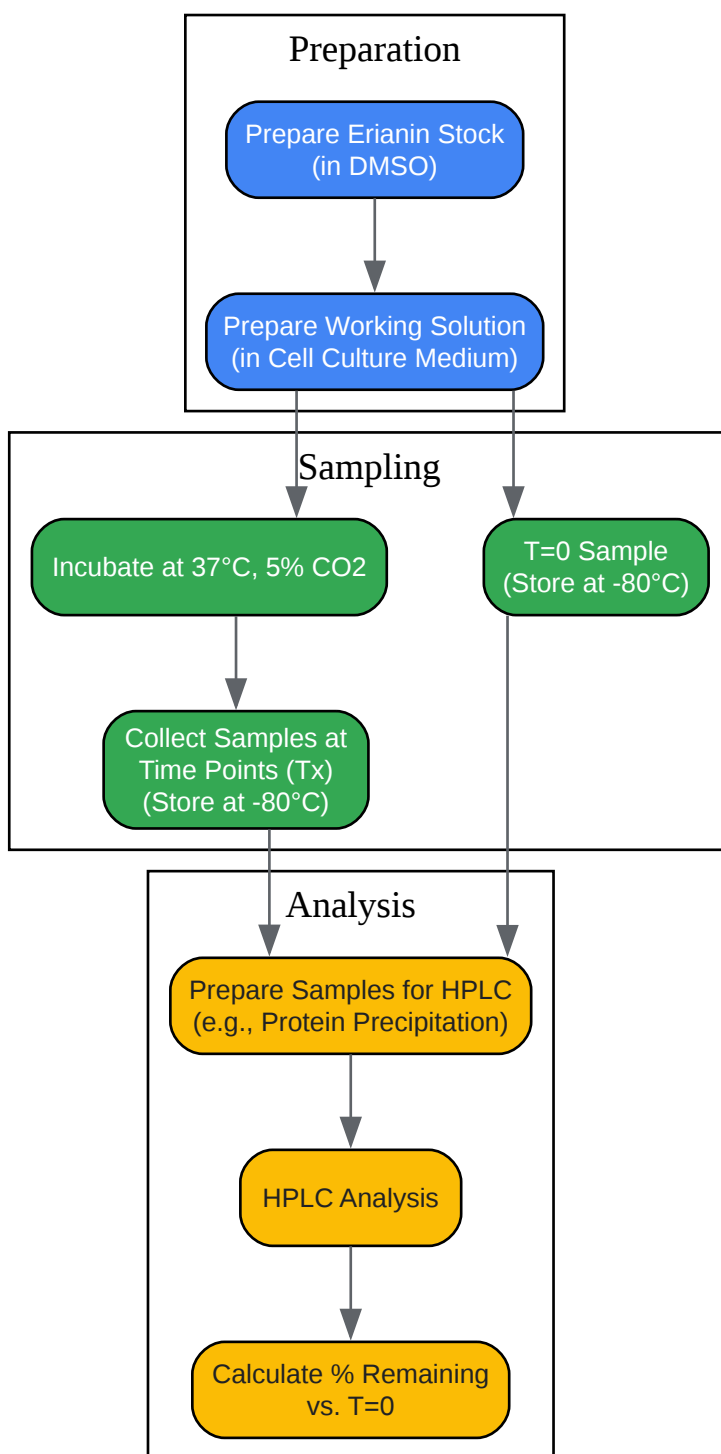 Preparation
Prepare Erianin Stock
(in DMSO)
Prepare Working Solution
(in Cell Culture Medium)
Sampling
Incubate at 37°C, 5% CO2
T=0 Sample
(Store at -80°C)
Collect Samples at
Time Points (Tx)
(Store at -80°C)
Analysis
Prepare Samples for HPLC
(e.g., Protein Precipitation)
HPLC Analysis
Calculate % Remaining
vs. T=0